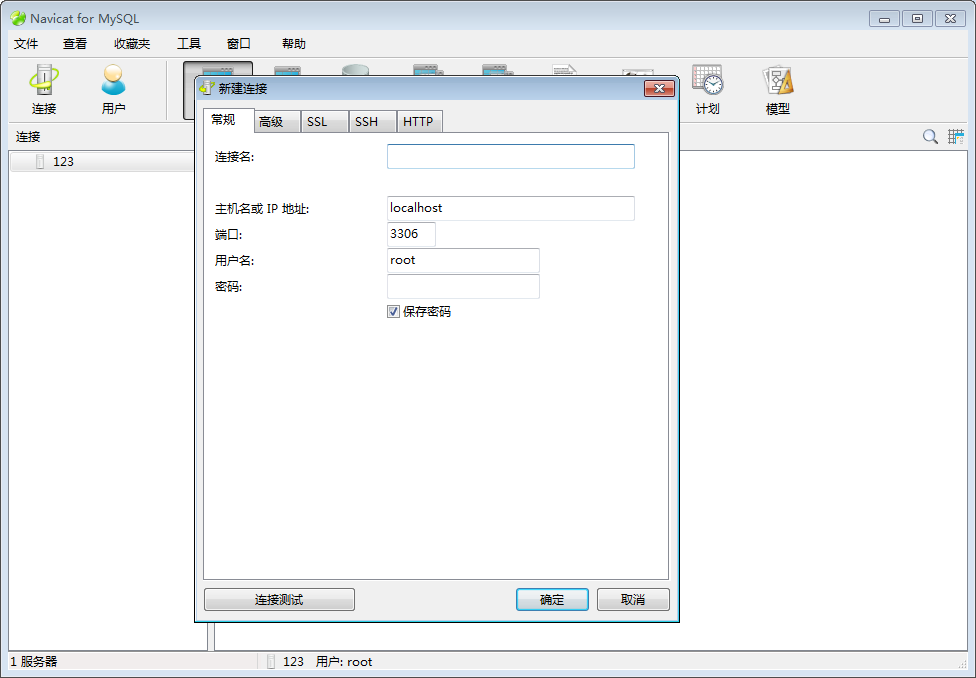 Navicat for MySQL
文件 查看 收藏夹 工具 窗口 帮助
连接 用户 计划 模型
连接
123
新建连接
常规 高级 SSL SSH HTTP
连接名:
主机名或 IP 地址: localhost
端口: 3306
用户名: root
密码:
保存密码
连接测试 确定 取消
1 服务器 123 用户: root